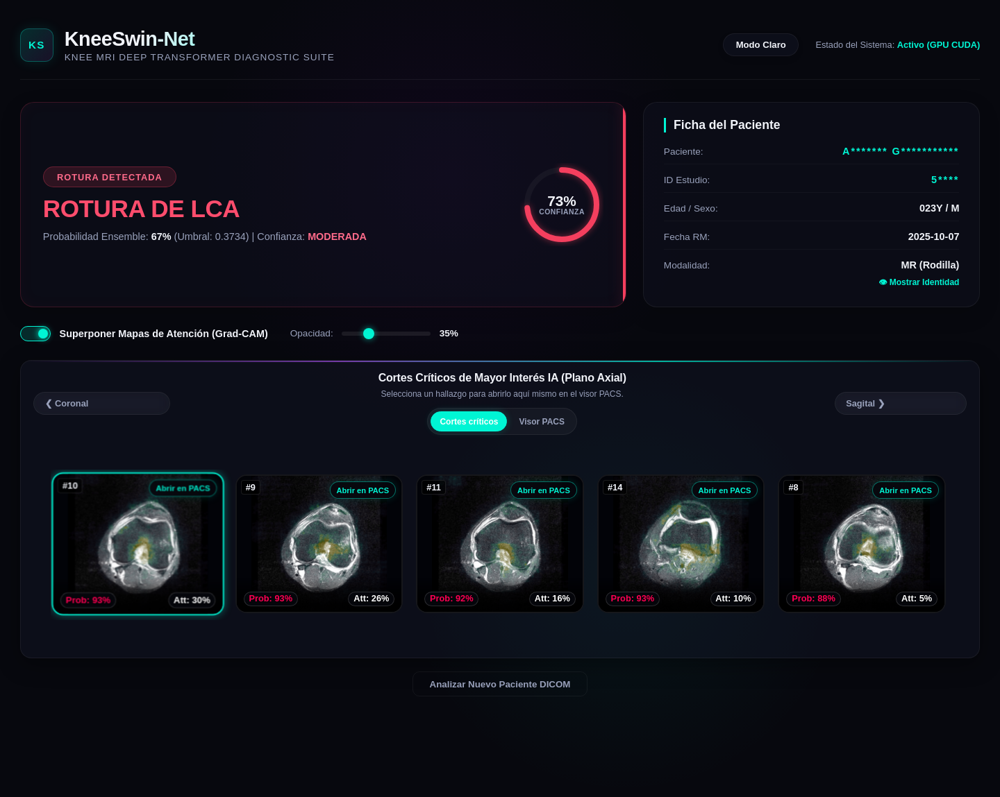 KS
KneeSwin-Net
KNEE MRI DEEP TRANSFORMER DIAGNOSTIC SUITE
Modo Claro
Estado del Sistema: Activo (GPU CUDA)
ROTURA DETECTADA
ROTURA DE LCA
Probabilidad Ensemble: 67% (Umbral: 0.3734) | Confianza: MODERADA
73%
CONFIANZA
Ficha del Paciente
Paciente: A******* G***********
ID Estudio: 5****
Edad / Sexo: 023Y / M
Fecha RM: 2025-10-07
Modalidad: MR (Rodilla)
👁 Mostrar Identidad
Superponer Mapas de Atención (Grad-CAM)
Opacidad: 35%
Cortes Críticos de Mayor Interés IA (Plano Axial)
Selecciona un hallazgo para abrirlo aquí mismo en el visor PACS.
❮ Coronal
Sagital ❯
Cortes críticos
Visor PACS
#10
Abrir en PACS
Prob: 93%
Att: 30%
#9
Abrir en PACS
Prob: 93%
Att: 26%
#11
Abrir en PACS
Prob: 92%
Att: 16%
#14
Abrir en PACS
Prob: 93%
Att: 10%
#8
Abrir en PACS
Prob: 88%
Att: 5%
Analizar Nuevo Paciente DICOM